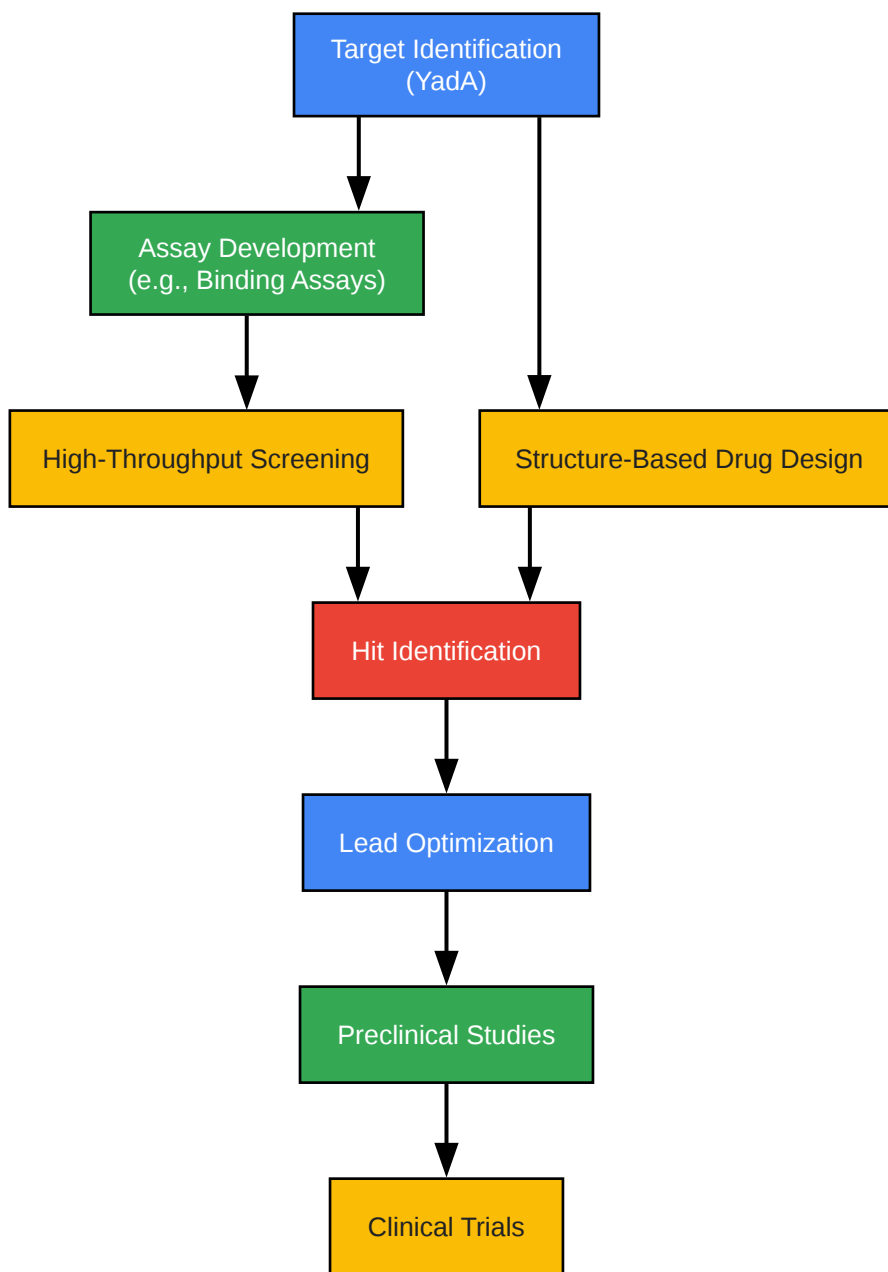 Target Identification
(YadA)
Assay Development
(e.g., Binding Assays)
High-Throughput Screening
Structure-Based Drug Design
Hit Identification
Lead Optimization
Preclinical Studies
Clinical Trials